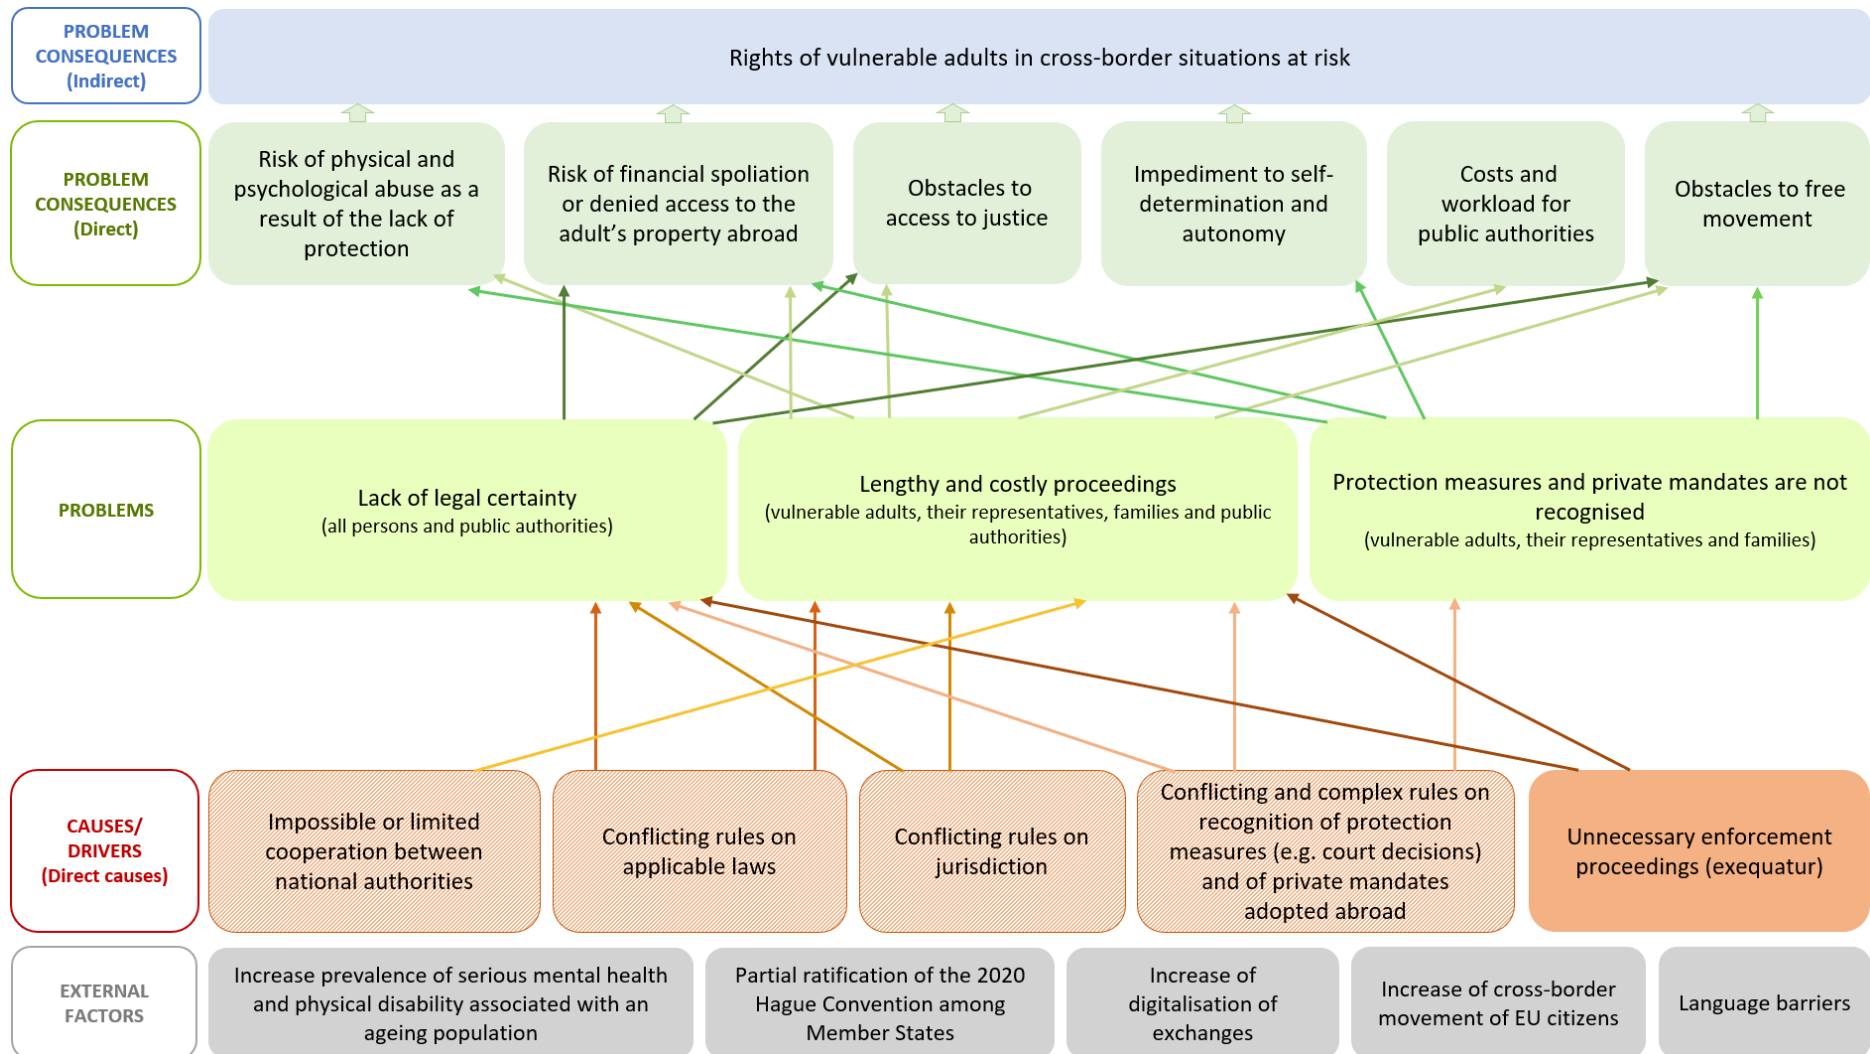 PROBLEM
CONSEQUENCES
(Indirect)
Rights of vulnerable adults in cross-border situations at risk
PROBLEM
CONSEQUENCES
(Direct)
Risk of physical and
psychological abuse as a
result of the lack of
protection
Risk of financial spoliation
or denied access to the
adult's property abroad
Obstacles to
access to justice
Impediment to self-
determination and
autonomy
Costs and
workload for
public authorities
Obstacles to free
movement
PROBLEMS
Lack of legal certainty
(all persons and public authorities)
Lengthy and costly proceedings
(vulnerable adults, their representatives, families and public
authorities)
Protection measures and private mandates are not
recognised
(vulnerable adults, their representatives and families)
CAUSES/
DRIVERS
(Direct causes)
Impossible or limited
cooperation between
national authorities
Conflicting rules on
applicable laws
Conflicting rules on
jurisdiction
Conflicting and complex rules on
recognition of protection
measures (e.g. court decisions)
and of private mandates
adopted abroad
Unnecessary enforcement
proceedings (exequatur)
EXTERNAL
FACTORS
Increase prevalence of serious mental health
and physical disability associated with an
ageing population
Partial ratification of the 2020
Hague Convention among
Member States
Increase of
digitalisation of
exchanges
Increase of cross-border
movement of EU citizens
Language barriers